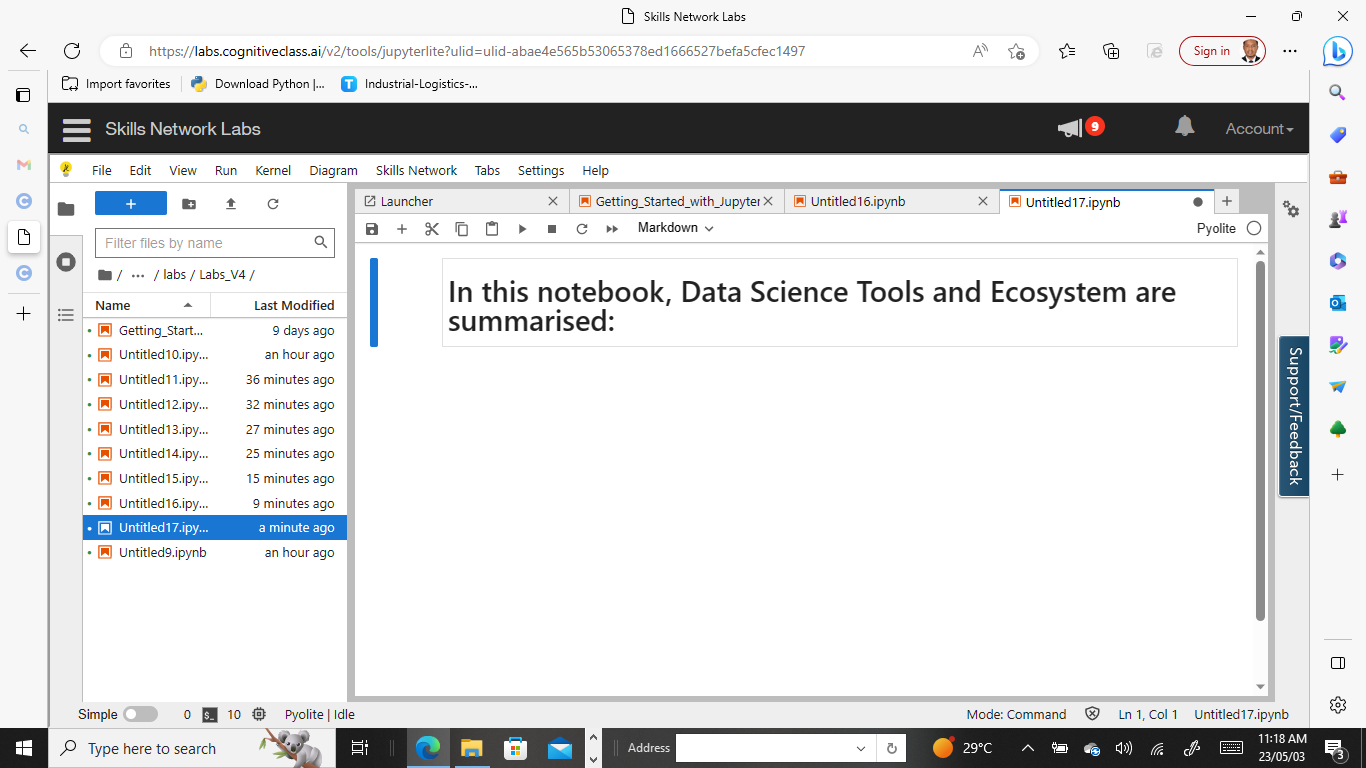 Skills Network Labs
https://labs.cognitiveclass.ai/v2/tools/jupyterlite?ulid=ulid-abae4e565b53065378ed1666527befa5cfec1497
Sign in
Import favorites
Download Python |...
Industrial-Logistics-...
Skills Network Labs
9
Account
File Edit View Run Kernel Diagram Skills Network Tabs Settings Help
Launcher
Getting_Started_with_Jupyter
Untitled16.ipynb
Untitled17.ipynb
Filter files by name
Markdown
Pyolite
/ ... / labs / Labs_V4 /
Name Last Modified
Getting_Start... 9 days ago
Untitled10.ipy... an hour ago
Untitled11.ipy... 36 minutes ago
Untitled12.ipy... 32 minutes ago
Untitled13.ipy... 27 minutes ago
Untitled14.ipy... 25 minutes ago
Untitled15.ipy... 15 minutes ago
Untitled16.ipy... 9 minutes ago
Untitled17.ipy... a minute ago
Untitled9.ipynb an hour ago
In this notebook, Data Science Tools and Ecosystem are
summarised:
Support/Feedback
Simple 0 10 Pyolite | Idle Mode: Command Ln 1, Col 1 Untitled17.ipynb
Type here to search
Address
29°C
11:18 AM
23/05/03
3